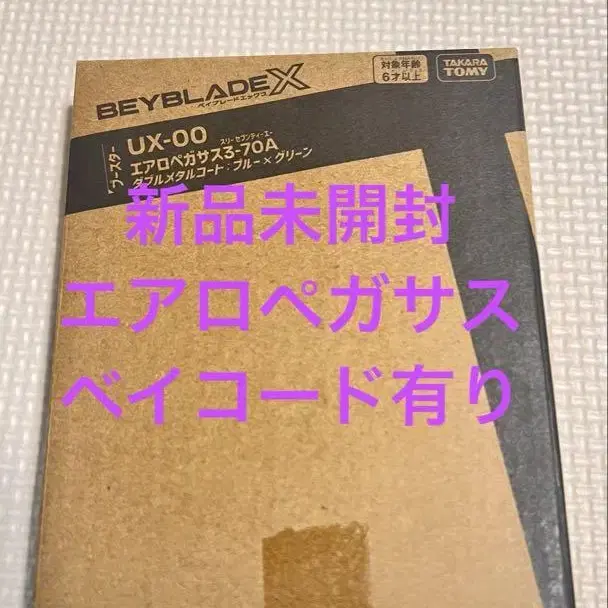 BEYBLADE X
ベイブレードエックス
対象年齢
6才以上
TAKARA
TOMY
ブースター
UX-00
スリーセブンティーエー
エアロペガサス3-70A
ダブルメタルコート:ブルー×グリーン
新品未開封
エアロペガサス
ベイコード有り